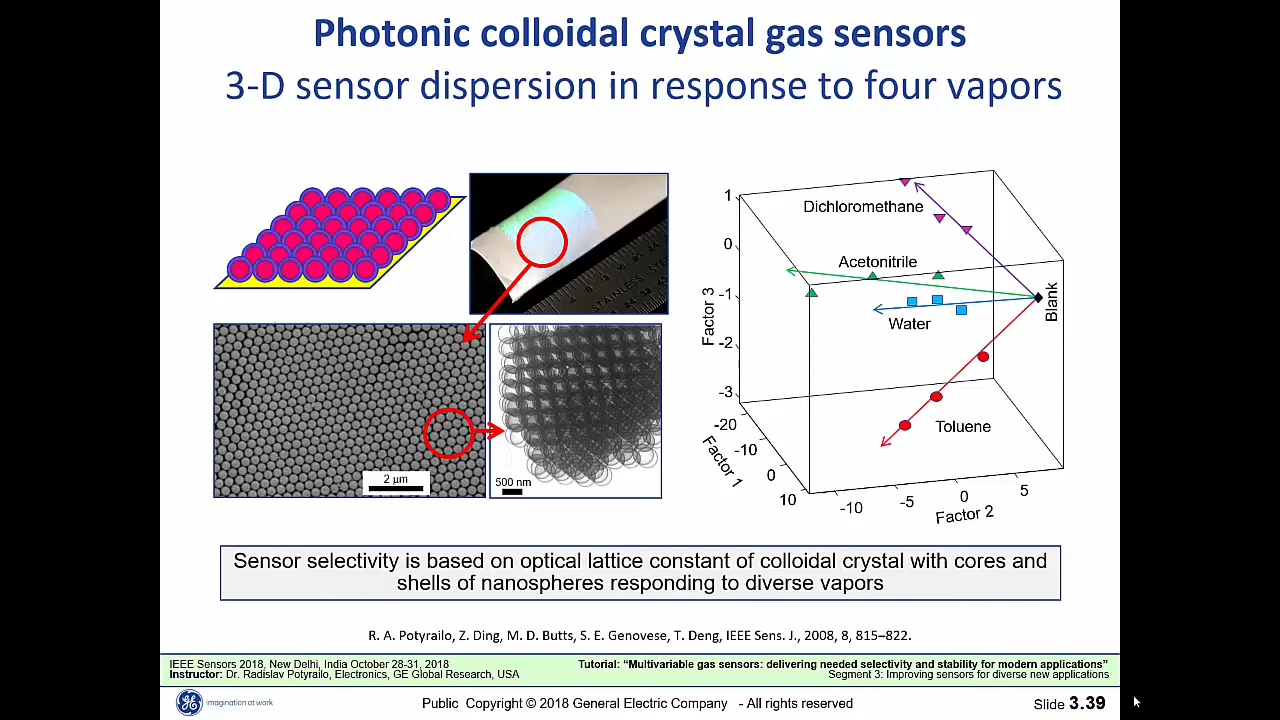 Photonic colloidal crystal gas sensors
3-D sensor dispersion in response to four vapors
STAINLESS
2 µm
500 nm
1
0
-1
-2
-3
Factor 3
-20
-10
0
10
Factor 1
-10
-5
0
5
Factor 2
Dichloromethane
Acetonitrile
Water
Toluene
Blank
Sensor selectivity is based on optical lattice constant of colloidal crystal with cores and
shells of nanospheres responding to diverse vapors
R. A. Potyrailo, Z. Ding, M. D. Butts, S. E. Genovese, T. Deng, IEEE Sens. J., 2008, 8, 815–822.
IEEE Sensors 2018, New Delhi, India October 28-31, 2018
Instructor: Dr. Radislav Potyrailo, Electronics, GE Global Research, USA
Tutorial: “Multivariable gas sensors: delivering needed selectivity and stability for modern applications”
Segment 3: Improving sensors for diverse new applications
imagination at work
Public Copyright © 2018 General Electric Company - All rights reserved
Slide 3.39